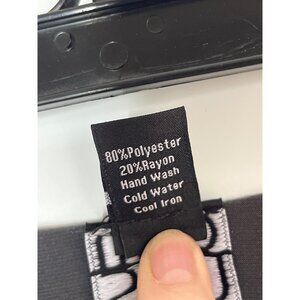 80%Polyester
20%Rayon
Hand Wash
Cold Water
Cool Iron